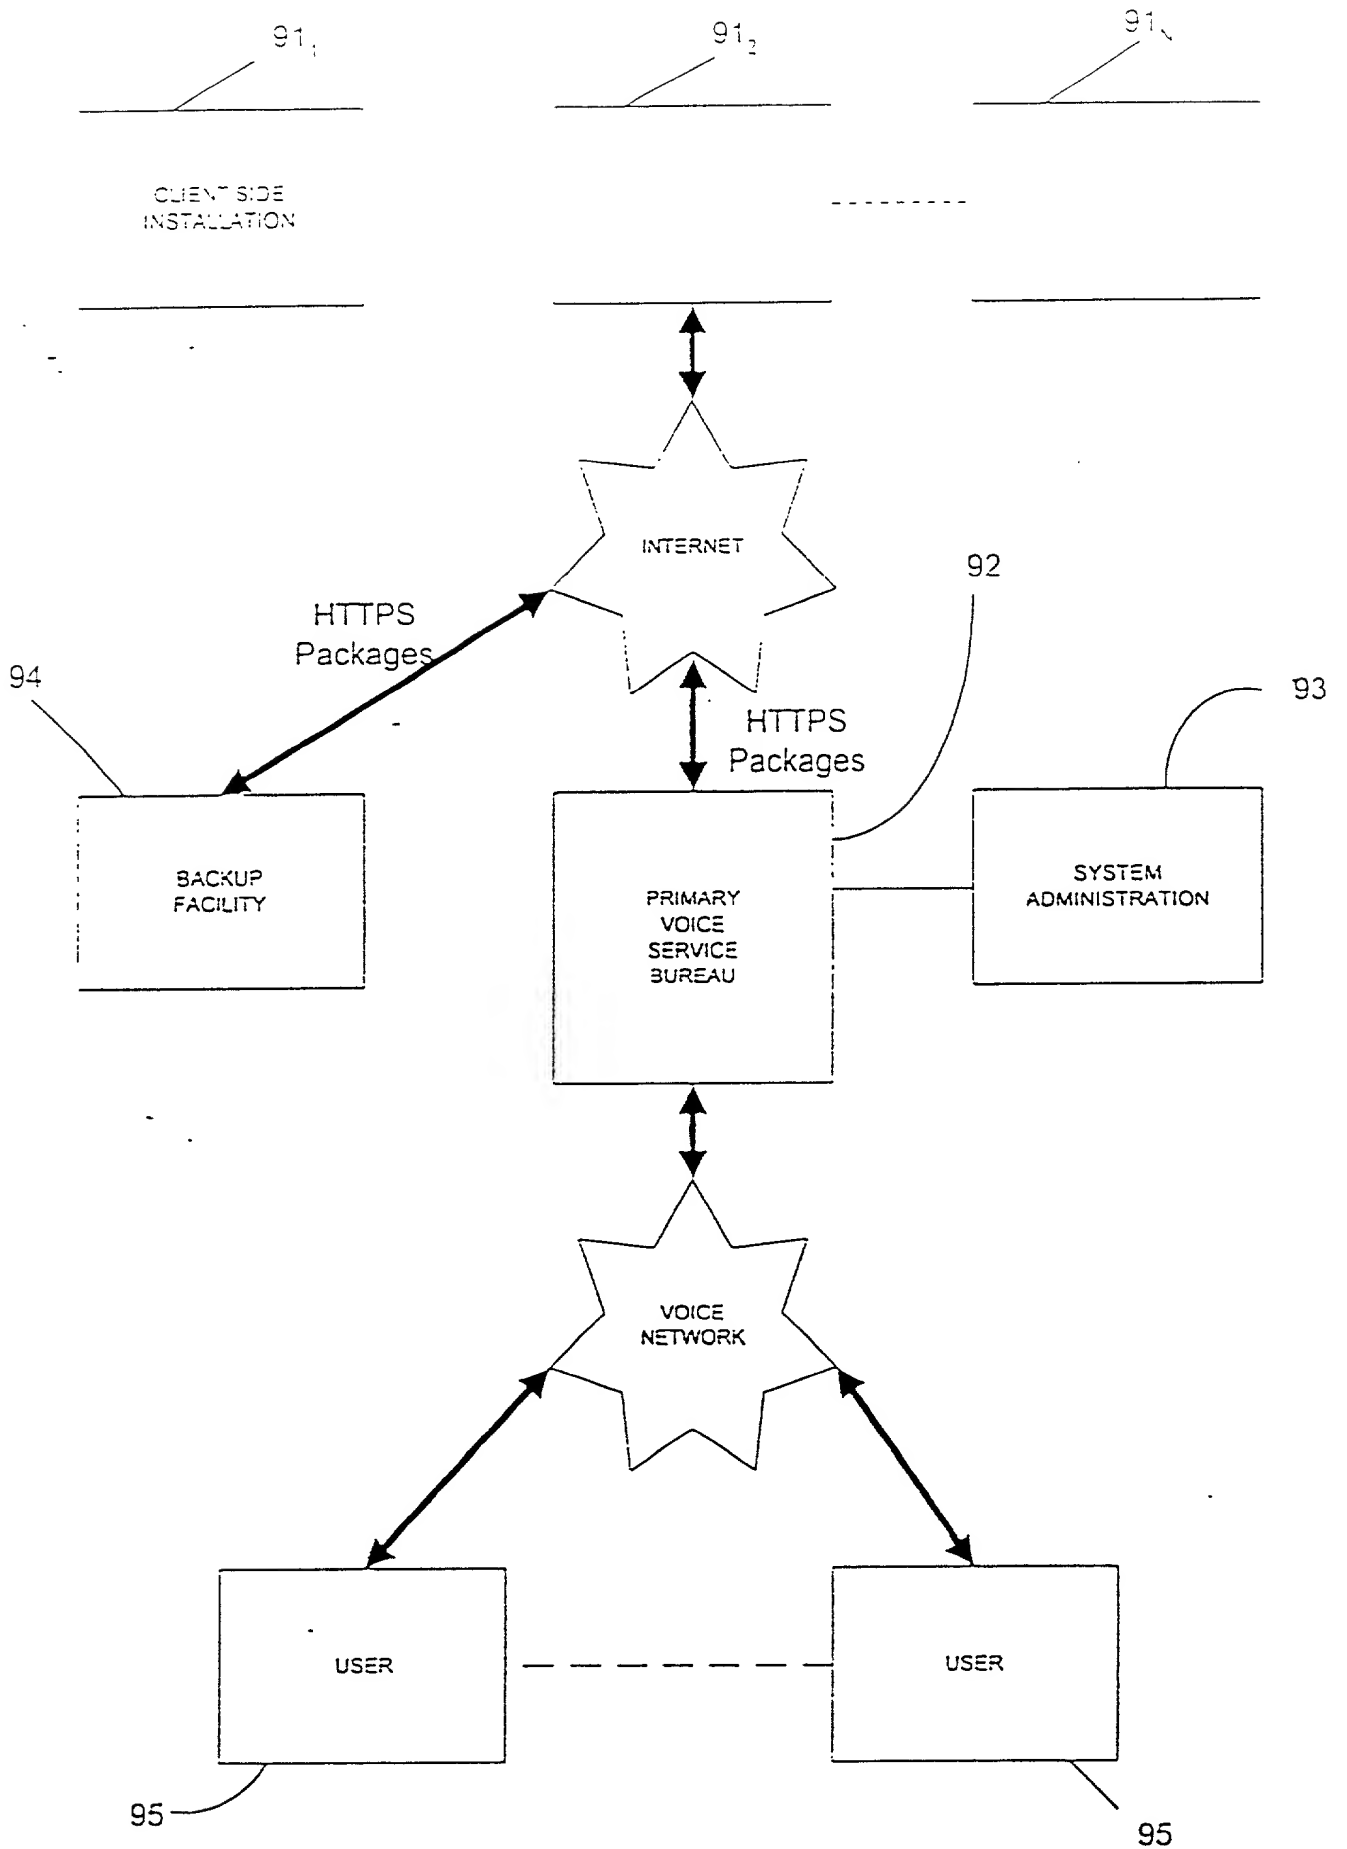 91₁
91₂
91
CLIENT SIDE
INSTALLATION
INTERNET
92
HTTPS
Packages
94
93
HTTPS
Packages
BACKUP
FACILITY
PRIMARY
VOICE
SERVICE
BUREAU
SYSTEM
ADMINISTRATION
VOICE
NETWORK
USER
USER
95
95